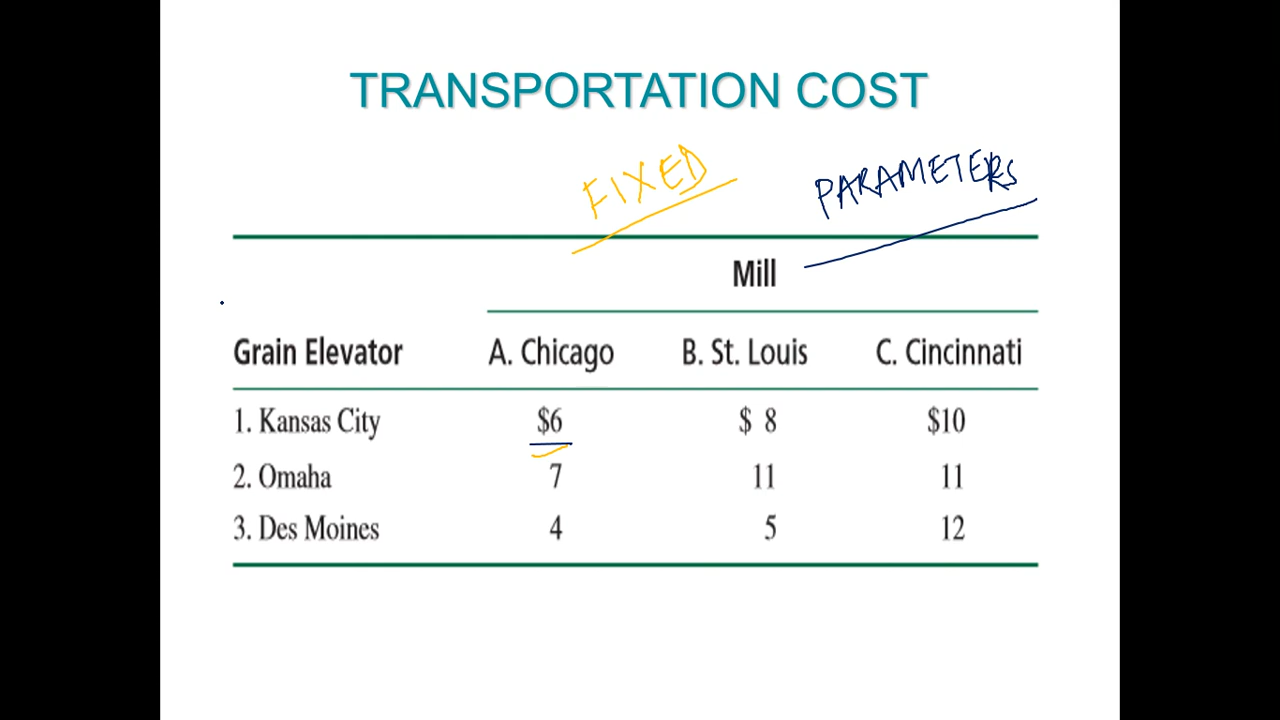 TRANSPORTATION COST
FIXED
PARAMETERS
Mill
Grain Elevator A. Chicago B. St. Louis C. Cincinnati
1. Kansas City $6 $ 8 $10
2. Omaha 7 11 11
3. Des Moines 4 5 12